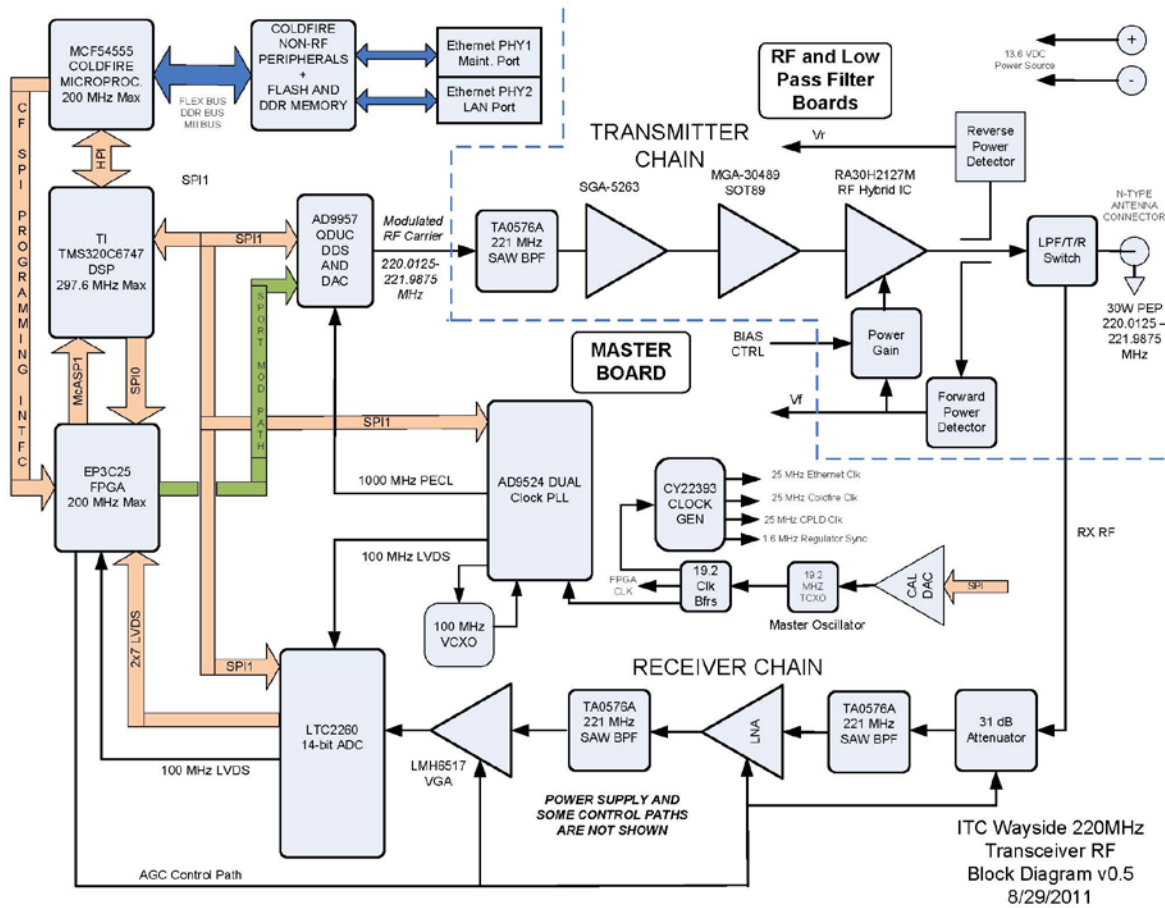 MCF54555
COLDFIRE
MICROPROC.
200 MHz Max
COLDFIRE
NON-RF
PERIPHERALS
+
FLASH AND
DDR MEMORY
Ethernet PHY1
Maint. Port
Ethernet PHY2
LAN Port
FLEX BUS
DDR BUS
MII BUS
RF and Low
Pass Filter
Boards
13.6 VDC
Power Source
+
-
CF SPI PROGRAMMING INTFC
HPI
SPI1
TRANSMITTER
CHAIN
Vr
Reverse
Power
Detector
SGA-5263
MGA-30489
SOT89
RA30H2127M
RF Hybrid IC
N-TYPE
ANTENNA
CONNECTOR
TI
TMS320C6747
DSP
297.6 MHz Max
SPI1
SPI1
AD9957
QDUC
DDS
AND
DAC
Modulated
RF Carrier
220.0125-
221.9875
MHz
TA0576A
221 MHz
SAW BPF
LPF/T/R
Switch
30W PEP
220.0125 –
221.9875
MHz
SPORT MOD PATH
McASP1
SPI0
MASTER
BOARD
BIAS
CTRL
Power
Gain
Vf
Forward
Power
Detector
SPI1
EP3C25
FPGA
200 MHz Max
1000 MHz PECL
AD9524 DUAL
Clock PLL
CY22393
CLOCK
GEN
25 MHz Ethernet Clk
25 MHz Coldfire Clk
25 MHz CPLD Clk
1.6 MHz Regulator Sync
RX RF
100 MHz LVDS
FPGA
CLK
19.2
Clk
Bfrs
19.2
MHZ
TCXO
CAL
DAC
SPI
Master Oscillator
100 MHz
VCXO
2x7 LVDS
SPI1
RECEIVER CHAIN
LTC2260
14-bit ADC
LMH6517
VGA
TA0576A
221 MHz
SAW BPF
LNA
TA0576A
221 MHz
SAW BPF
31 dB
Attenuator
100 MHz LVDS
POWER SUPPLY AND
SOME CONTROL PATHS
ARE NOT SHOWN
AGC Control Path
ITC Wayside 220MHz
Transceiver RF
Block Diagram v0.5
8/29/2011